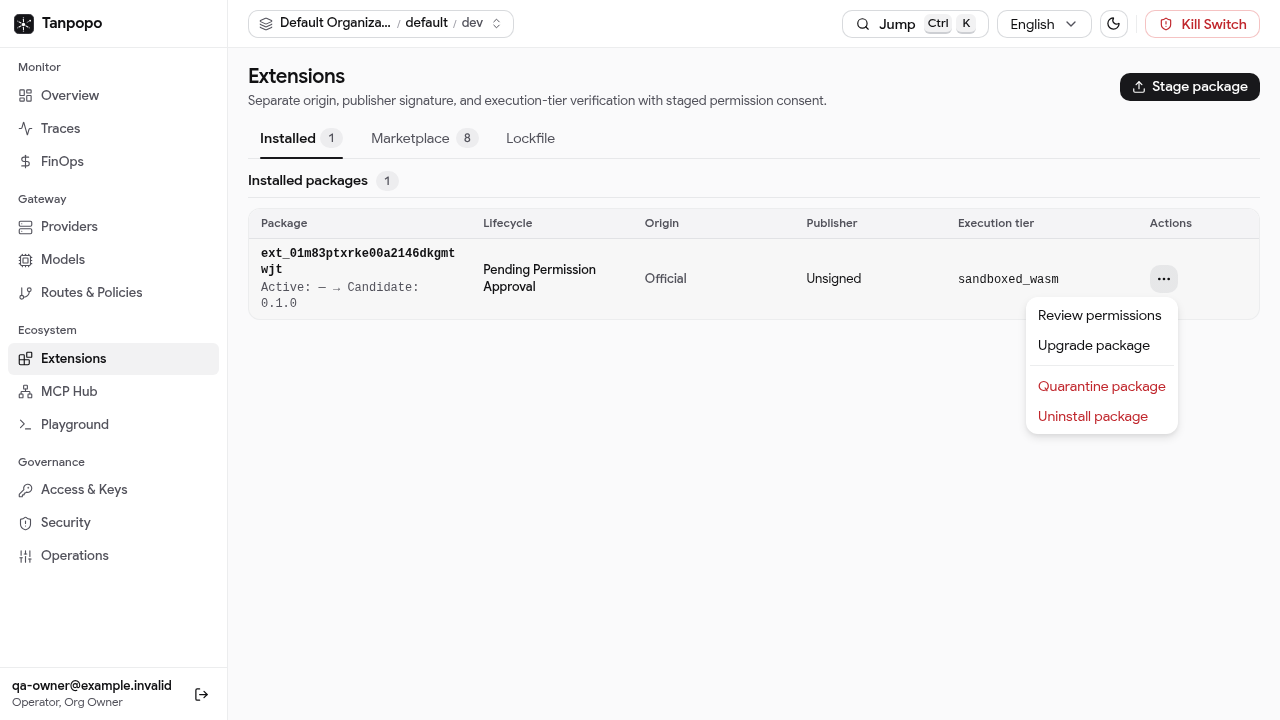 Tanpopo
Default Organiza... / default / dev
Jump Ctrl K
English
Kill Switch
Monitor
Overview
Traces
FinOps
Gateway
Providers
Models
Routes & Policies
Ecosystem
Extensions
MCP Hub
Playground
Governance
Access & Keys
Security
Operations
qa-owner@example.invalid
Operator, Org Owner
Extensions
Separate origin, publisher signature, and execution-tier verification with staged permission consent.
Stage package
Installed 1 Marketplace 8 Lockfile
Installed packages 1
Package Lifecycle Origin Publisher Execution tier Actions
ext_01m83ptxrke00a2146dkgmt
wjt
Active: — → Candidate:
0.1.0
Pending Permission
Approval
Official
Unsigned
sandboxed_wasm
Review permissions
Upgrade package
Quarantine package
Uninstall package